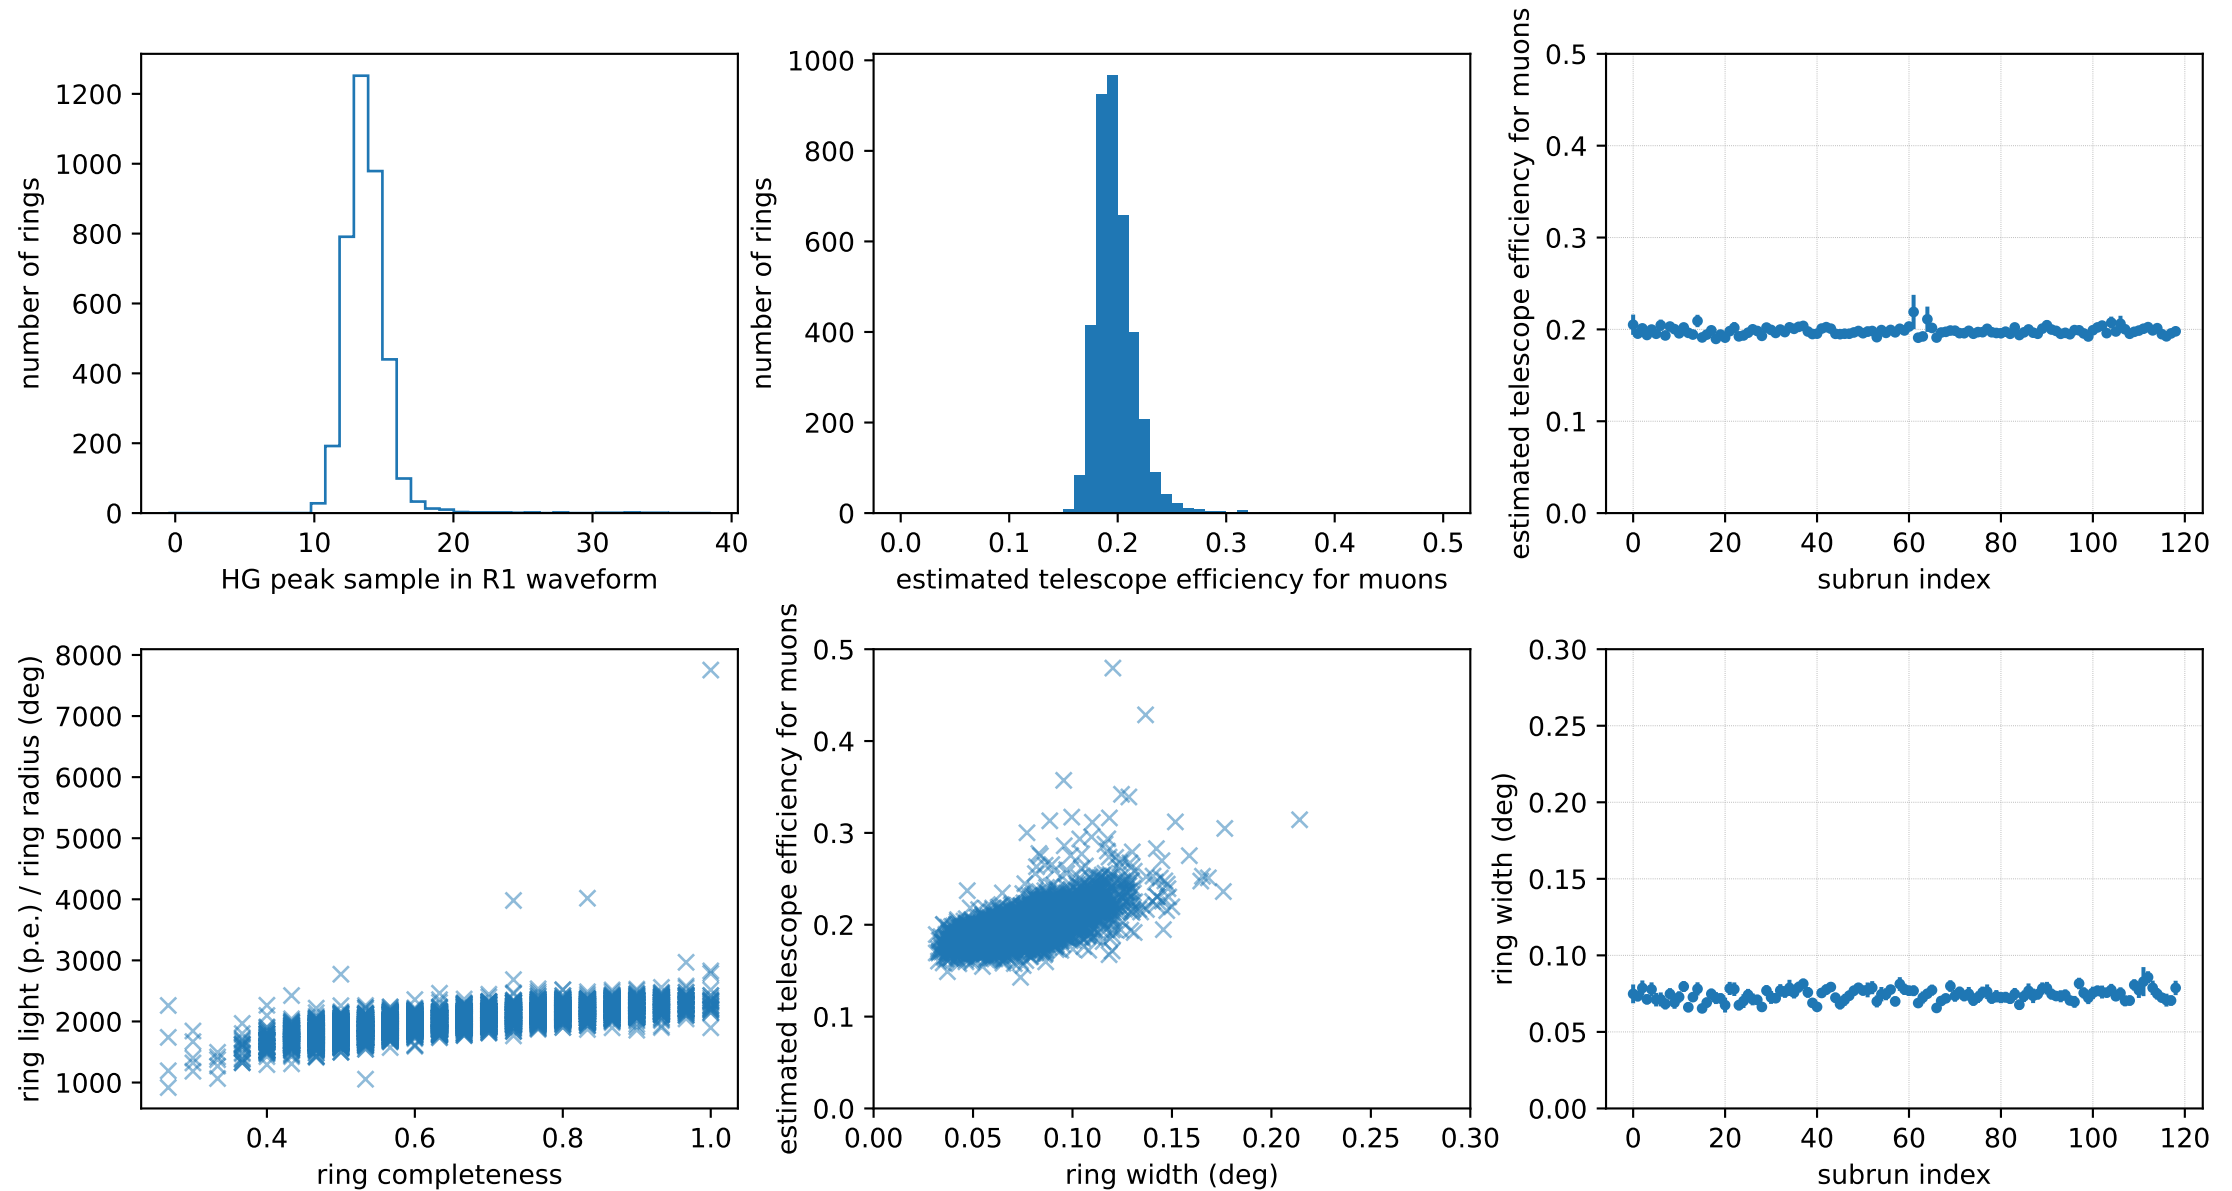 number of rings
1200
1000
800
600
400
200
0
0 10 20 30 40
HG peak sample in R1 waveform
number of rings
1000
800
600
400
200
0
0.0 0.1 0.2 0.3 0.4 0.5
estimated telescope efficiency for muons
estimated telescope efficiency for muons
0.5
0.4
0.3
0.2
0.1
0.0
0 20 40 60 80 100 120
subrun index
ring light (p.e.) / ring radius (deg)
8000
7000
6000
5000
4000
3000
2000
1000
0.4 0.6 0.8 1.0
ring completeness
estimated telescope efficiency for muons
0.5
0.4
0.3
0.2
0.1
0.0
0.00 0.05 0.10 0.15 0.20 0.25 0.30
ring width (deg)
ring width (deg)
0.30
0.25
0.20
0.15
0.10
0.05
0.00
0 20 40 60 80 100 120
subrun index